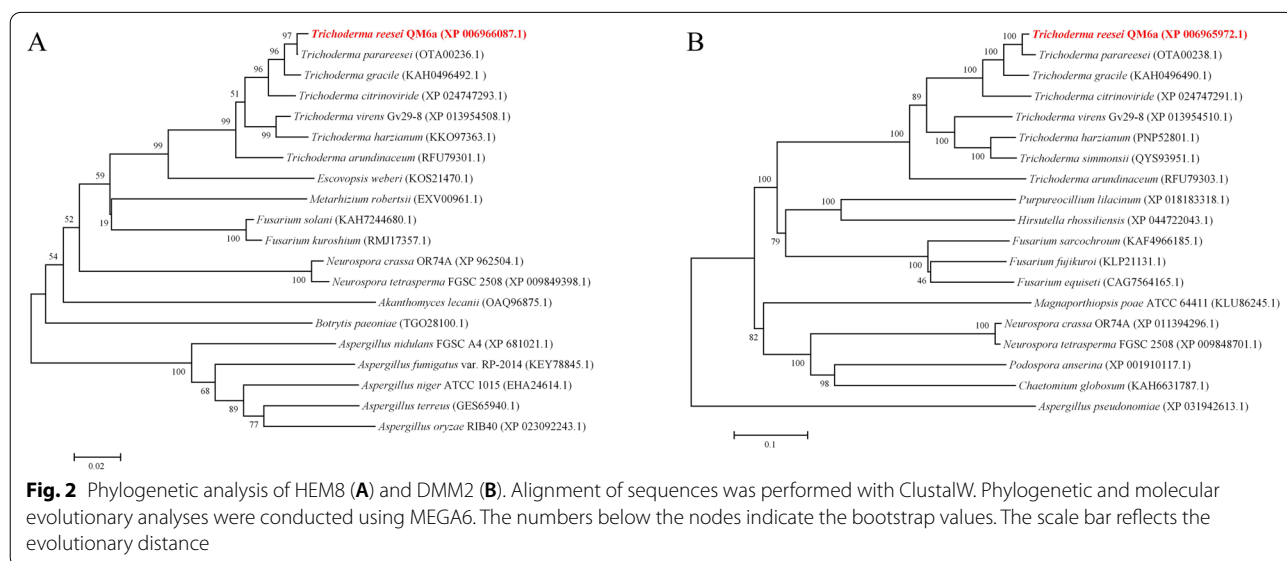 A
Trichoderma reesei QM6a (XP 006966087.1)
97
Trichoderma parareesei (OTA00236.1)
96
Trichoderma gracile (KAH0496492.1 )
96
Trichoderma citrinoviride (XP 024747293.1)
51
Trichoderma virens Gv29-8 (XP 013954508.1)
99
Trichoderma harzianum (KKO97363.1)
99
Trichoderma arundinaceum (RFU79301.1)
99
Escovopsis weberi (KOS21470.1)
59
Metarhizium robertsii (EXV00961.1)
19
Fusarium solani (KAH7244680.1)
100
Fusarium kuroshium (RMJ17357.1)
52
Neurospora crassa OR74A (XP 962504.1)
100
Neurospora tetrasperma FGSC 2508 (XP 009849398.1)
54
Akanthomyces lecanii (OAQ96875.1)
Botrytis paeoniae (TGO28100.1)
Aspergillus nidulans FGSC A4 (XP 681021.1)
100
Aspergillus fumigatus var. RP-2014 (KEY78845.1)
68
Aspergillus niger ATCC 1015 (EHA24614.1)
89
Aspergillus terreus (GES65940.1)
77
Aspergillus oryzae RIB40 (XP 023092243.1)
0.02
B
Trichoderma reesei QM6a (XP 006965972.1)
100
Trichoderma parareesei (OTA00238.1)
100
Trichoderma gracile (KAH0496490.1)
100
Trichoderma citrinoviride (XP 024747291.1)
89
Trichoderma virens Gv29-8 (XP 013954510.1)
100
Trichoderma harzianum (PNP52801.1)
100
Trichoderma simmonsii (QYS93951.1)
100
Trichoderma arundinaceum (RFU79303.1)
100
Purpureocillium lilacinum (XP 018183318.1)
100
Hirsutella rhossiliensis (XP 044722043.1)
79
Fusarium sarcochroum (KAF4966185.1)
100
Fusarium fujikuroi (KLP21131.1)
46
Fusarium equiseti (CAG7564165.1)
Magnaporthiopsis poae ATCC 64411 (KLU86245.1)
82
Neurospora crassa OR74A (XP 011394296.1)
100
Neurospora tetrasperma FGSC 2508 (XP 009848701.1)
100
Podospora anserina (XP 001910117.1)
98
Chaetomium globosum (KAH6631787.1)
Aspergillus pseudonomiae (XP 031942613.1)
0.1
Fig. 2 Phylogenetic analysis of HEM8 (A) and DMM2 (B). Alignment of sequences was performed with ClustalW. Phylogenetic and molecular
evolutionary analyses were conducted using MEGA6. The numbers below the nodes indicate the bootstrap values. The scale bar reflects the
evolutionary distance